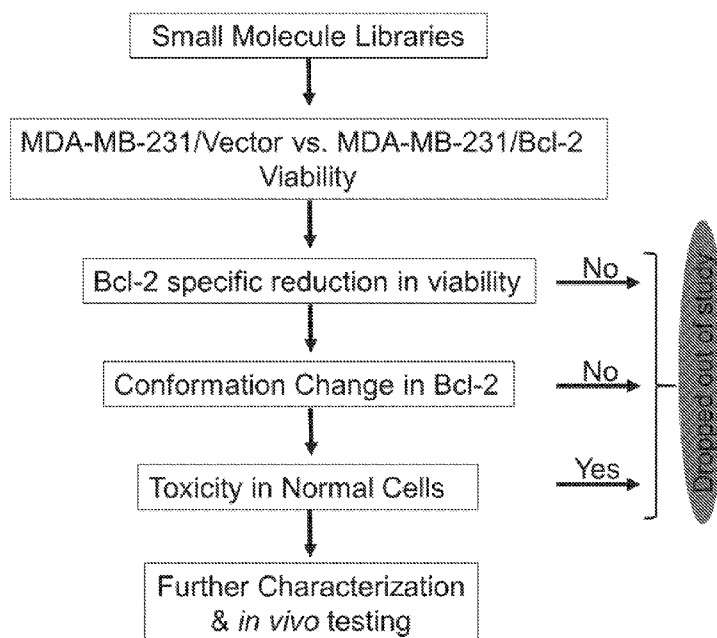 Small Molecule Libraries
MDA-MB-231/Vector vs. MDA-MB-231/Bcl-2
Viability
Bcl-2 specific reduction in viability
No
Conformation Change in Bcl-2
No
Toxicity in Normal Cells
Yes
Dropped out of study
Further Characterization
& in vivo testing